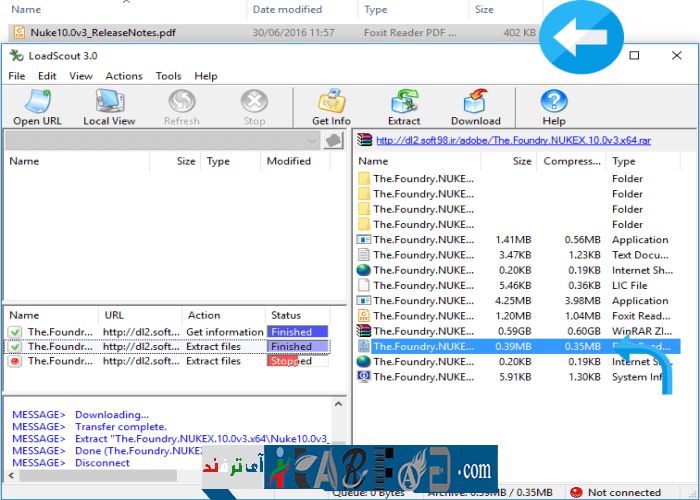 Name Date modified Type Size
Nuke10.0v3_ReleaseNotes.pdf 30/06/2016 11:57 Foxit Reader PDF ... 402 KB
LoadScout 3.0
File Edit View Actions Tools Help
Open URL Local View Refresh Stop Get Info Extract Download Help
http://dl2.soft98.ir/adobe/The.Foundry.NUKEX.10.0v3.x64.rar
Name Size Type Modified
Name Size Compress... Type
The.Foundry.NUKE... Folder
The.Foundry.NUKE... Folder
The.Foundry.NUKE... Folder
The.Foundry.NUKE... Folder
The.Foundry.NUKE... 1.41MB 0.56MB Application
The.Foundry.NUKE... 3.47KB 1.23KB Text Docu...
The.Foundry.NUKE... 0.20KB 0.19KB Internet Sh...
The.Foundry.NUKE... 5.46KB 0.36KB LIC File
The.Foundry.NUKE... 4.25MB 3.98MB Application
The.Foundry.NUKE... 1.20MB 1.04MB Foxit Read...
The.Foundry.NUKE... 0.59GB 0.60GB WinRAR ZI...
The.Foundry.NUKE... 0.39MB 0.35MB
The.Foundry.NUKE... 0.20KB 0.19KB Internet
The.Foundry.NUKE... 5.91KB 1.30KB System Inf
Name URL Action Status
The.Foundr... http://dl2.soft... Get information Finished
The.Foundr... http://dl2.soft... Extract files Finished
The.Foundr... http://dl2.soft... Extract files Stopped
MESSAGE> Downloading...
MESSAGE> Transfer complete.
MESSAGE> Extract "The.Foundry.NUKEX.10.0v3.x64\Nuke10.0v3_
MESSAGE> Done (The.Foundry.NUKEX
MESSAGE> Disconnect
آی ترفند
.com
Queue: 0 bytes Archive: 0.39MB / 0.35MB Not connected